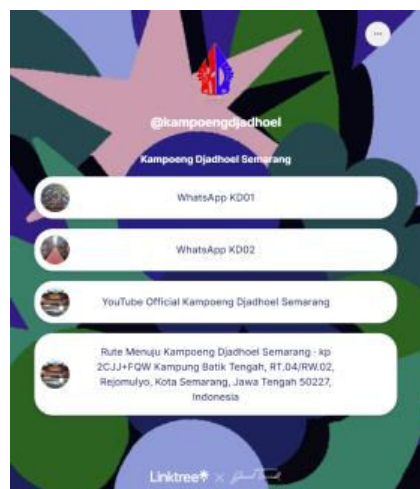 @kampoengdjadhoel
Kampoeng Djadhoel Semarang
WhatsApp KD01
WhatsApp KD02
YouTube Official Kampoeng Djadhoel Semarang
Rute Menuju Kampoeng Djadhoel Semarang - kp
2CJJ+FQW Kampung Batik Tengah, RT.04/RW.02,
Rejomulyo, Kota Semarang, Jawa Tengah 50227,
Indonesia
Linktree